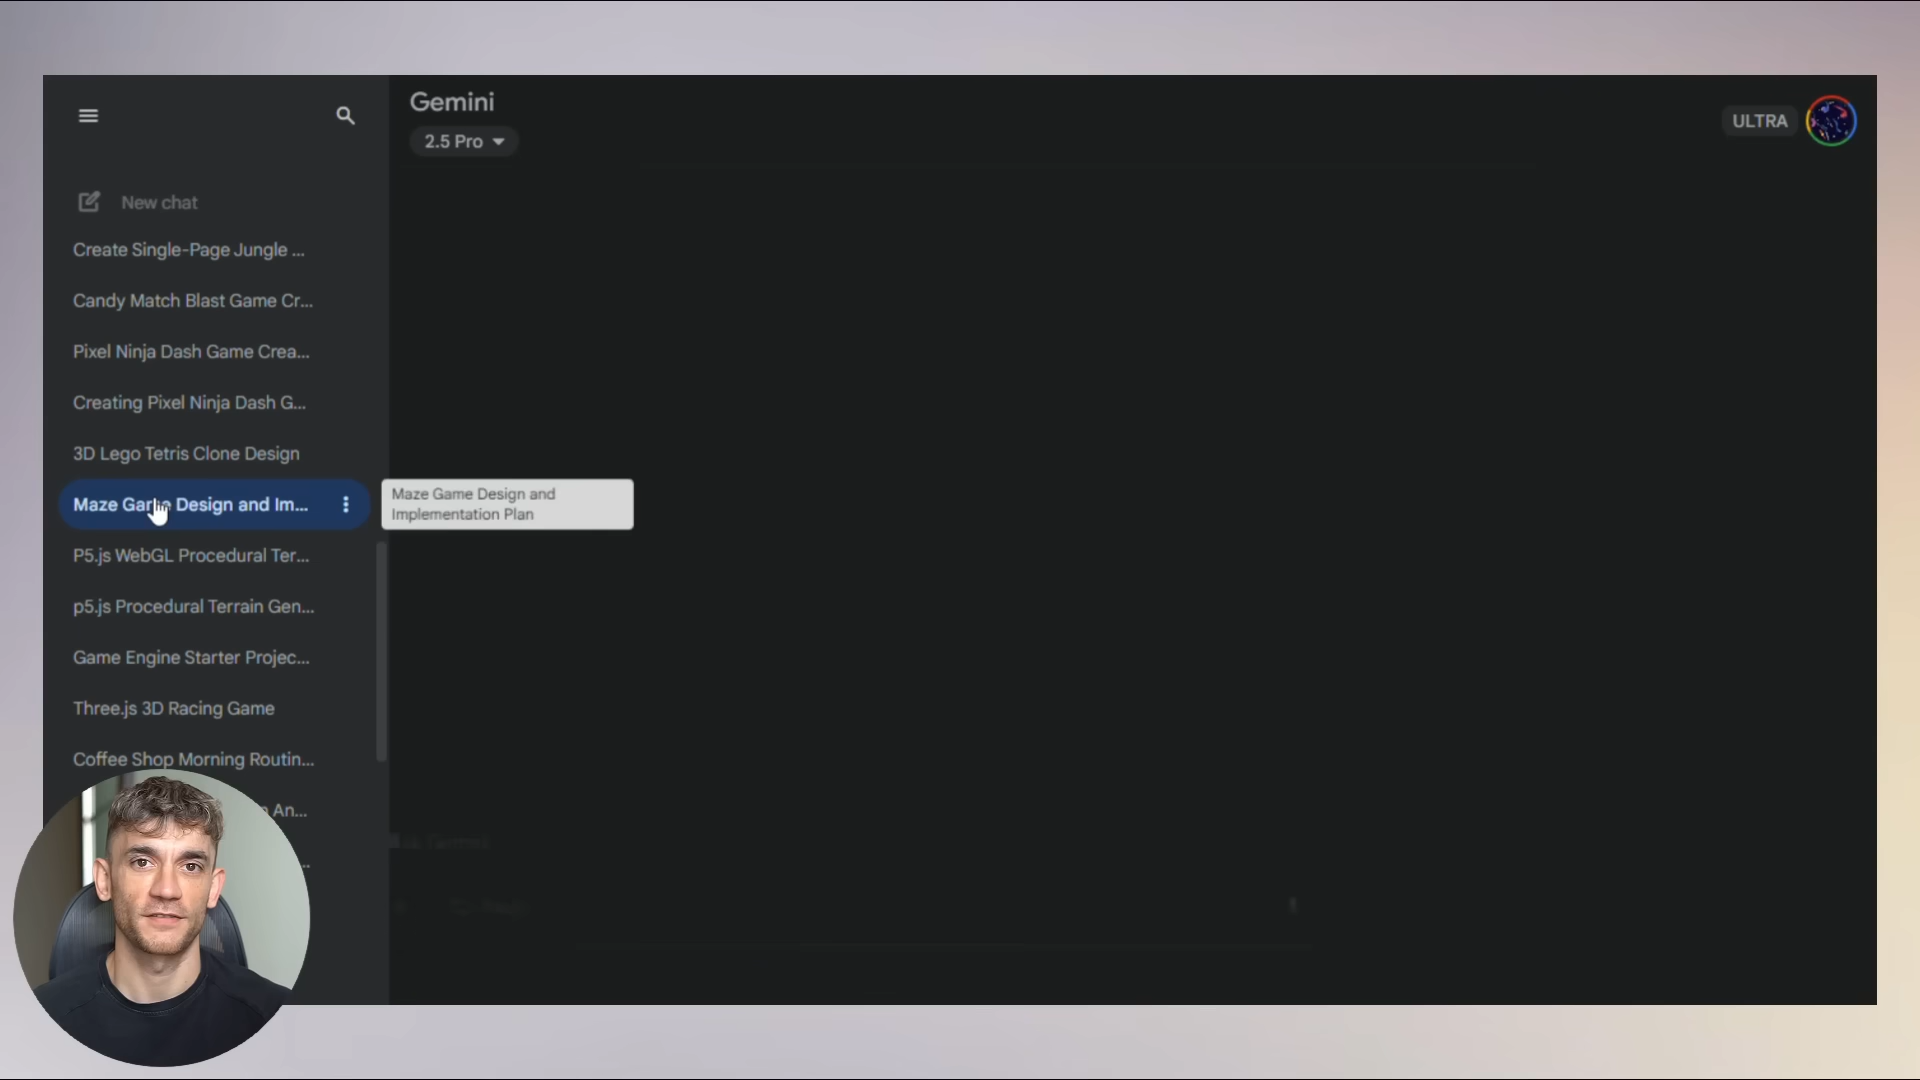 Gemini
2.5 Pro
ULTRA
New chat
Create Single-Page Jungle ...
Candy Match Blast Game Cr...
Pixel Ninja Dash Game Crea...
Creating Pixel Ninja Dash G...
3D Lego Tetris Clone Design
Maze Game Design and Im...
Maze Game Design and
Implementation Plan
P5.js WebGL Procedural Ter...
p5.js Procedural Terrain Gen...
Game Engine Starter Projec...
Three.js 3D Racing Game
Coffee Shop Morning Routin...
An...